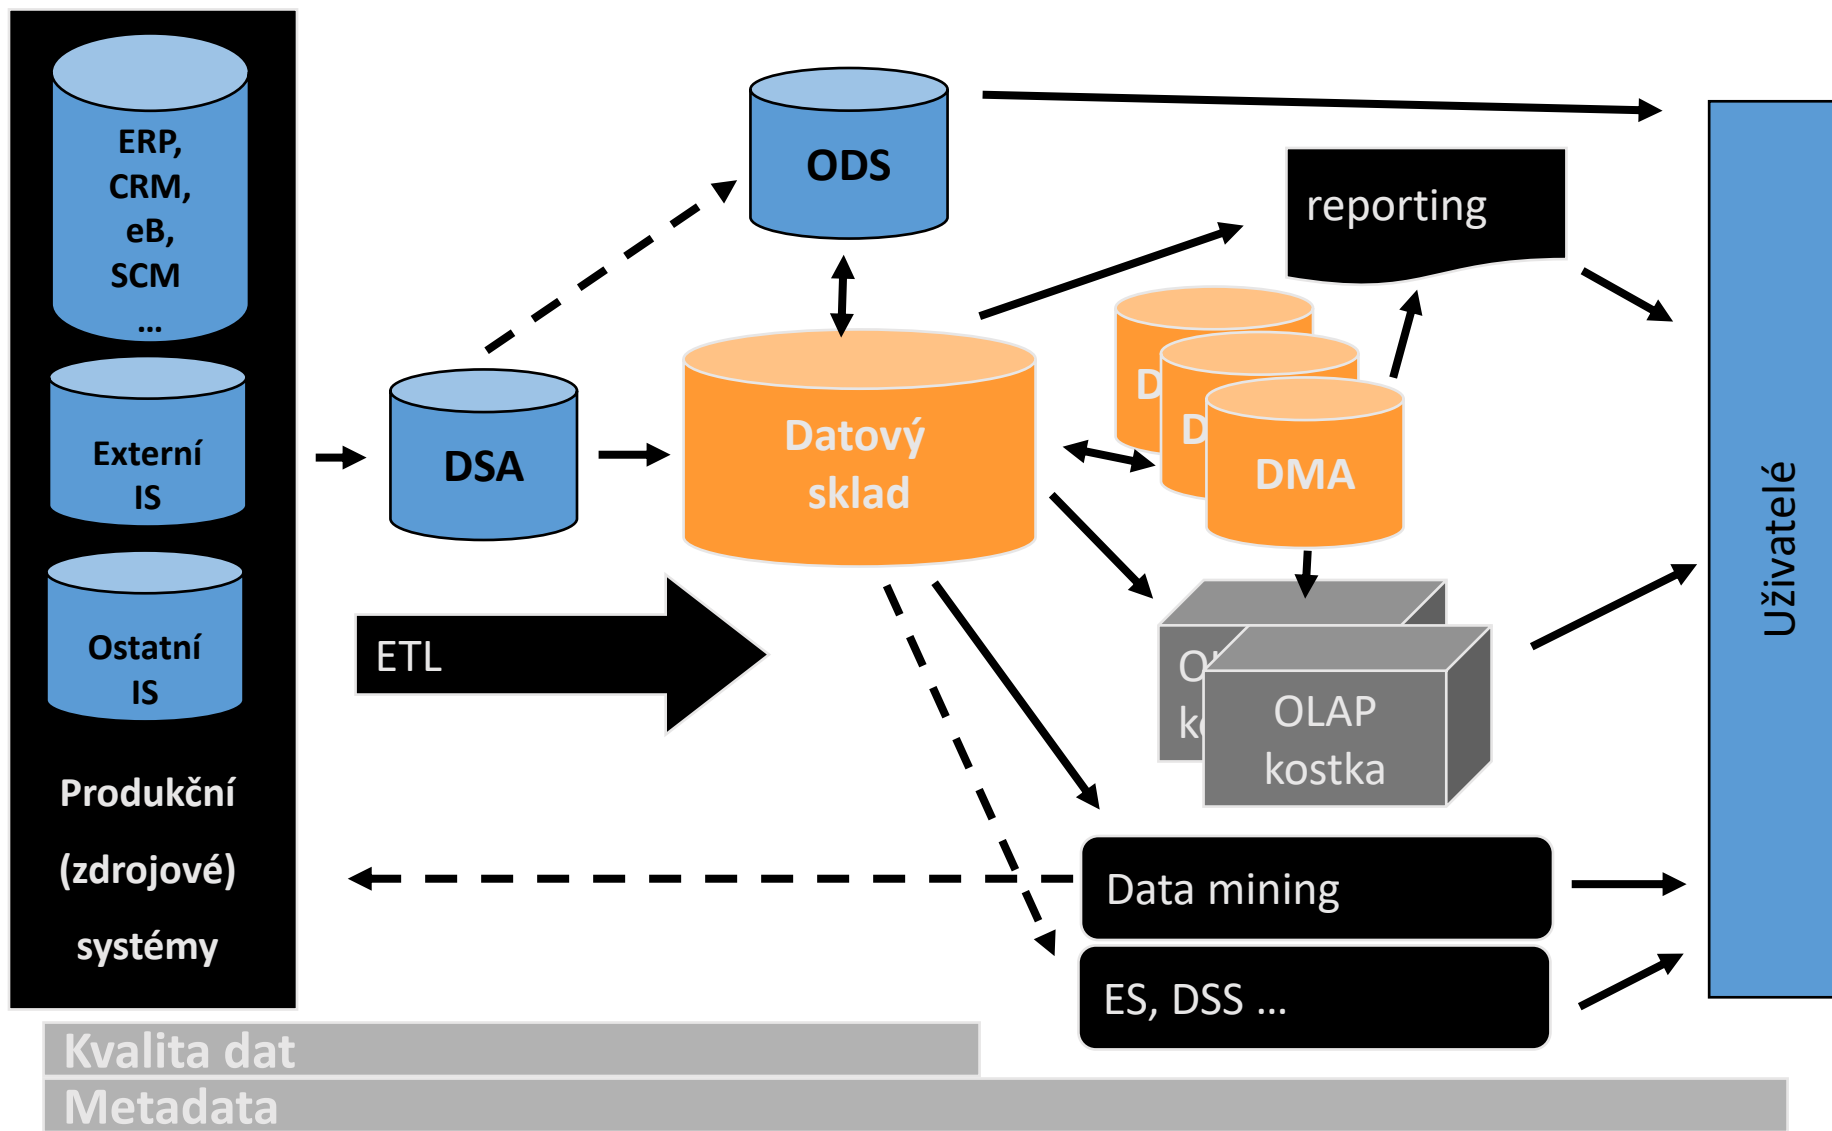 ERP,
CRM,
eB,
SCM
...
Externí
IS
Ostatní
IS
Produkční
(zdrojové)
systémy
DSA
ODS
Datový
sklad
ETL
reporting
DMA
OLAP
kostka
Data mining
ES, DSS ...
Uživatelé
Kvalita dat
Metadata